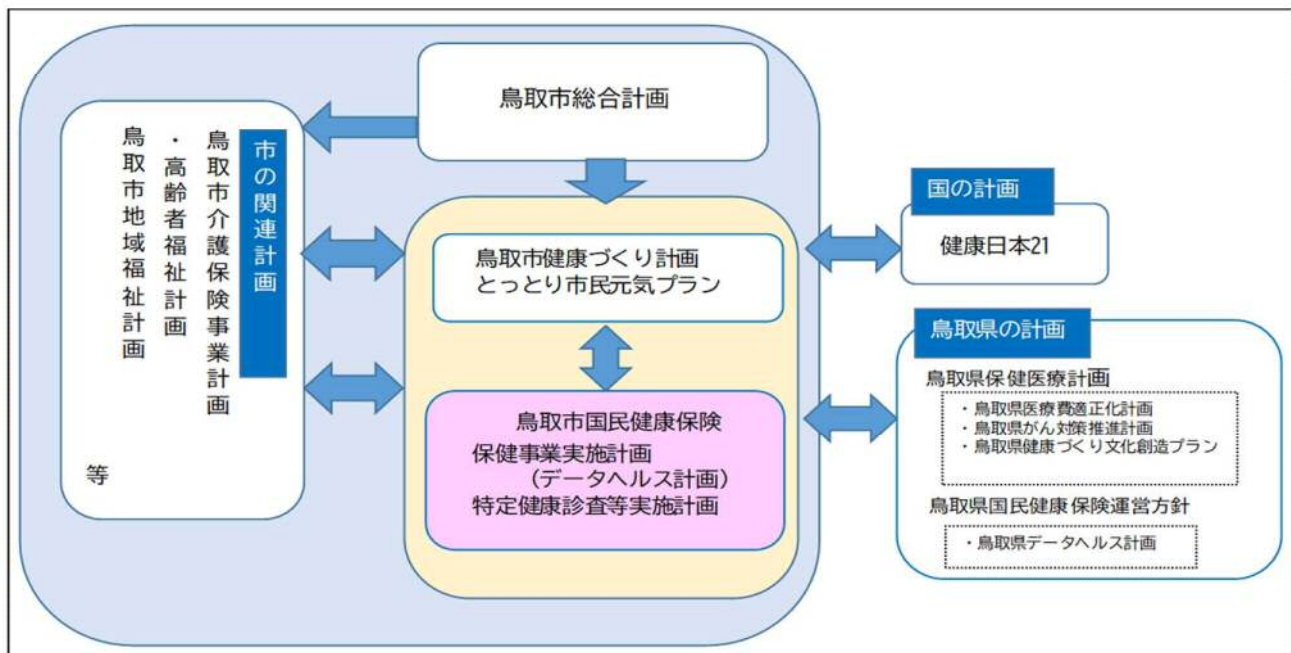 鳥取市総合計画
市の関連計画
鳥取市介護保険事業計画
・高齢者福祉計画
鳥取市地域福祉計画
等
鳥取市健康づくり計画
とっとり市民元気プラン
鳥取市国民健康保険
保健事業実施計画
(データヘルス計画)
特定健康診査等実施計画
国の計画
健康日本21
鳥取県の計画
鳥取県保健医療計画
・鳥取県医療費適正化計画
・鳥取県がん対策推進計画
・鳥取県健康づくり文化創造プラン
鳥取県国民健康保険運営方針
・鳥取県データヘルス計画